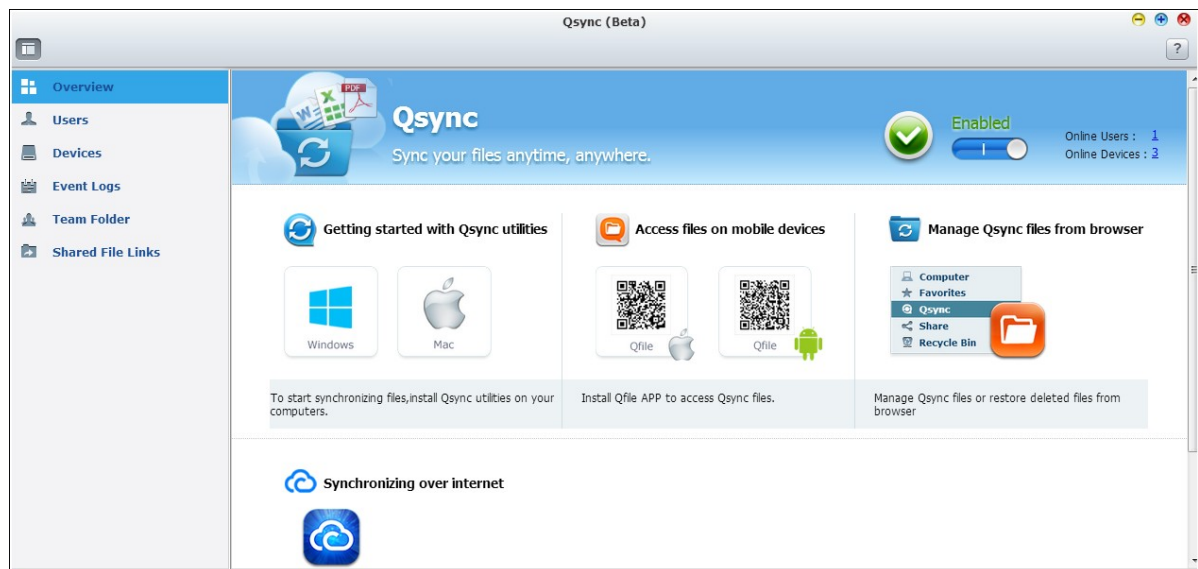 Qsync (Beta)
?
Overview
Users
Devices
Event Logs
Team Folder
Shared File Links
W
X
PDF
Qsync
Sync your files anytime, anywhere.
Enabled
Online Users : 1
Online Devices : 3
Getting started with Qsync utilities
Windows
Mac
To start synchronizing files,install Qsync utilities on your
computers.
Access files on mobile devices
Qfile
Qfile
Install Qfile APP to access Qsync files.
Manage Qsync files from browser
Computer
Favorites
Qsync
Share
Recycle Bin
Manage Qsync files or restore deleted files from
browser
Synchronizing over internet